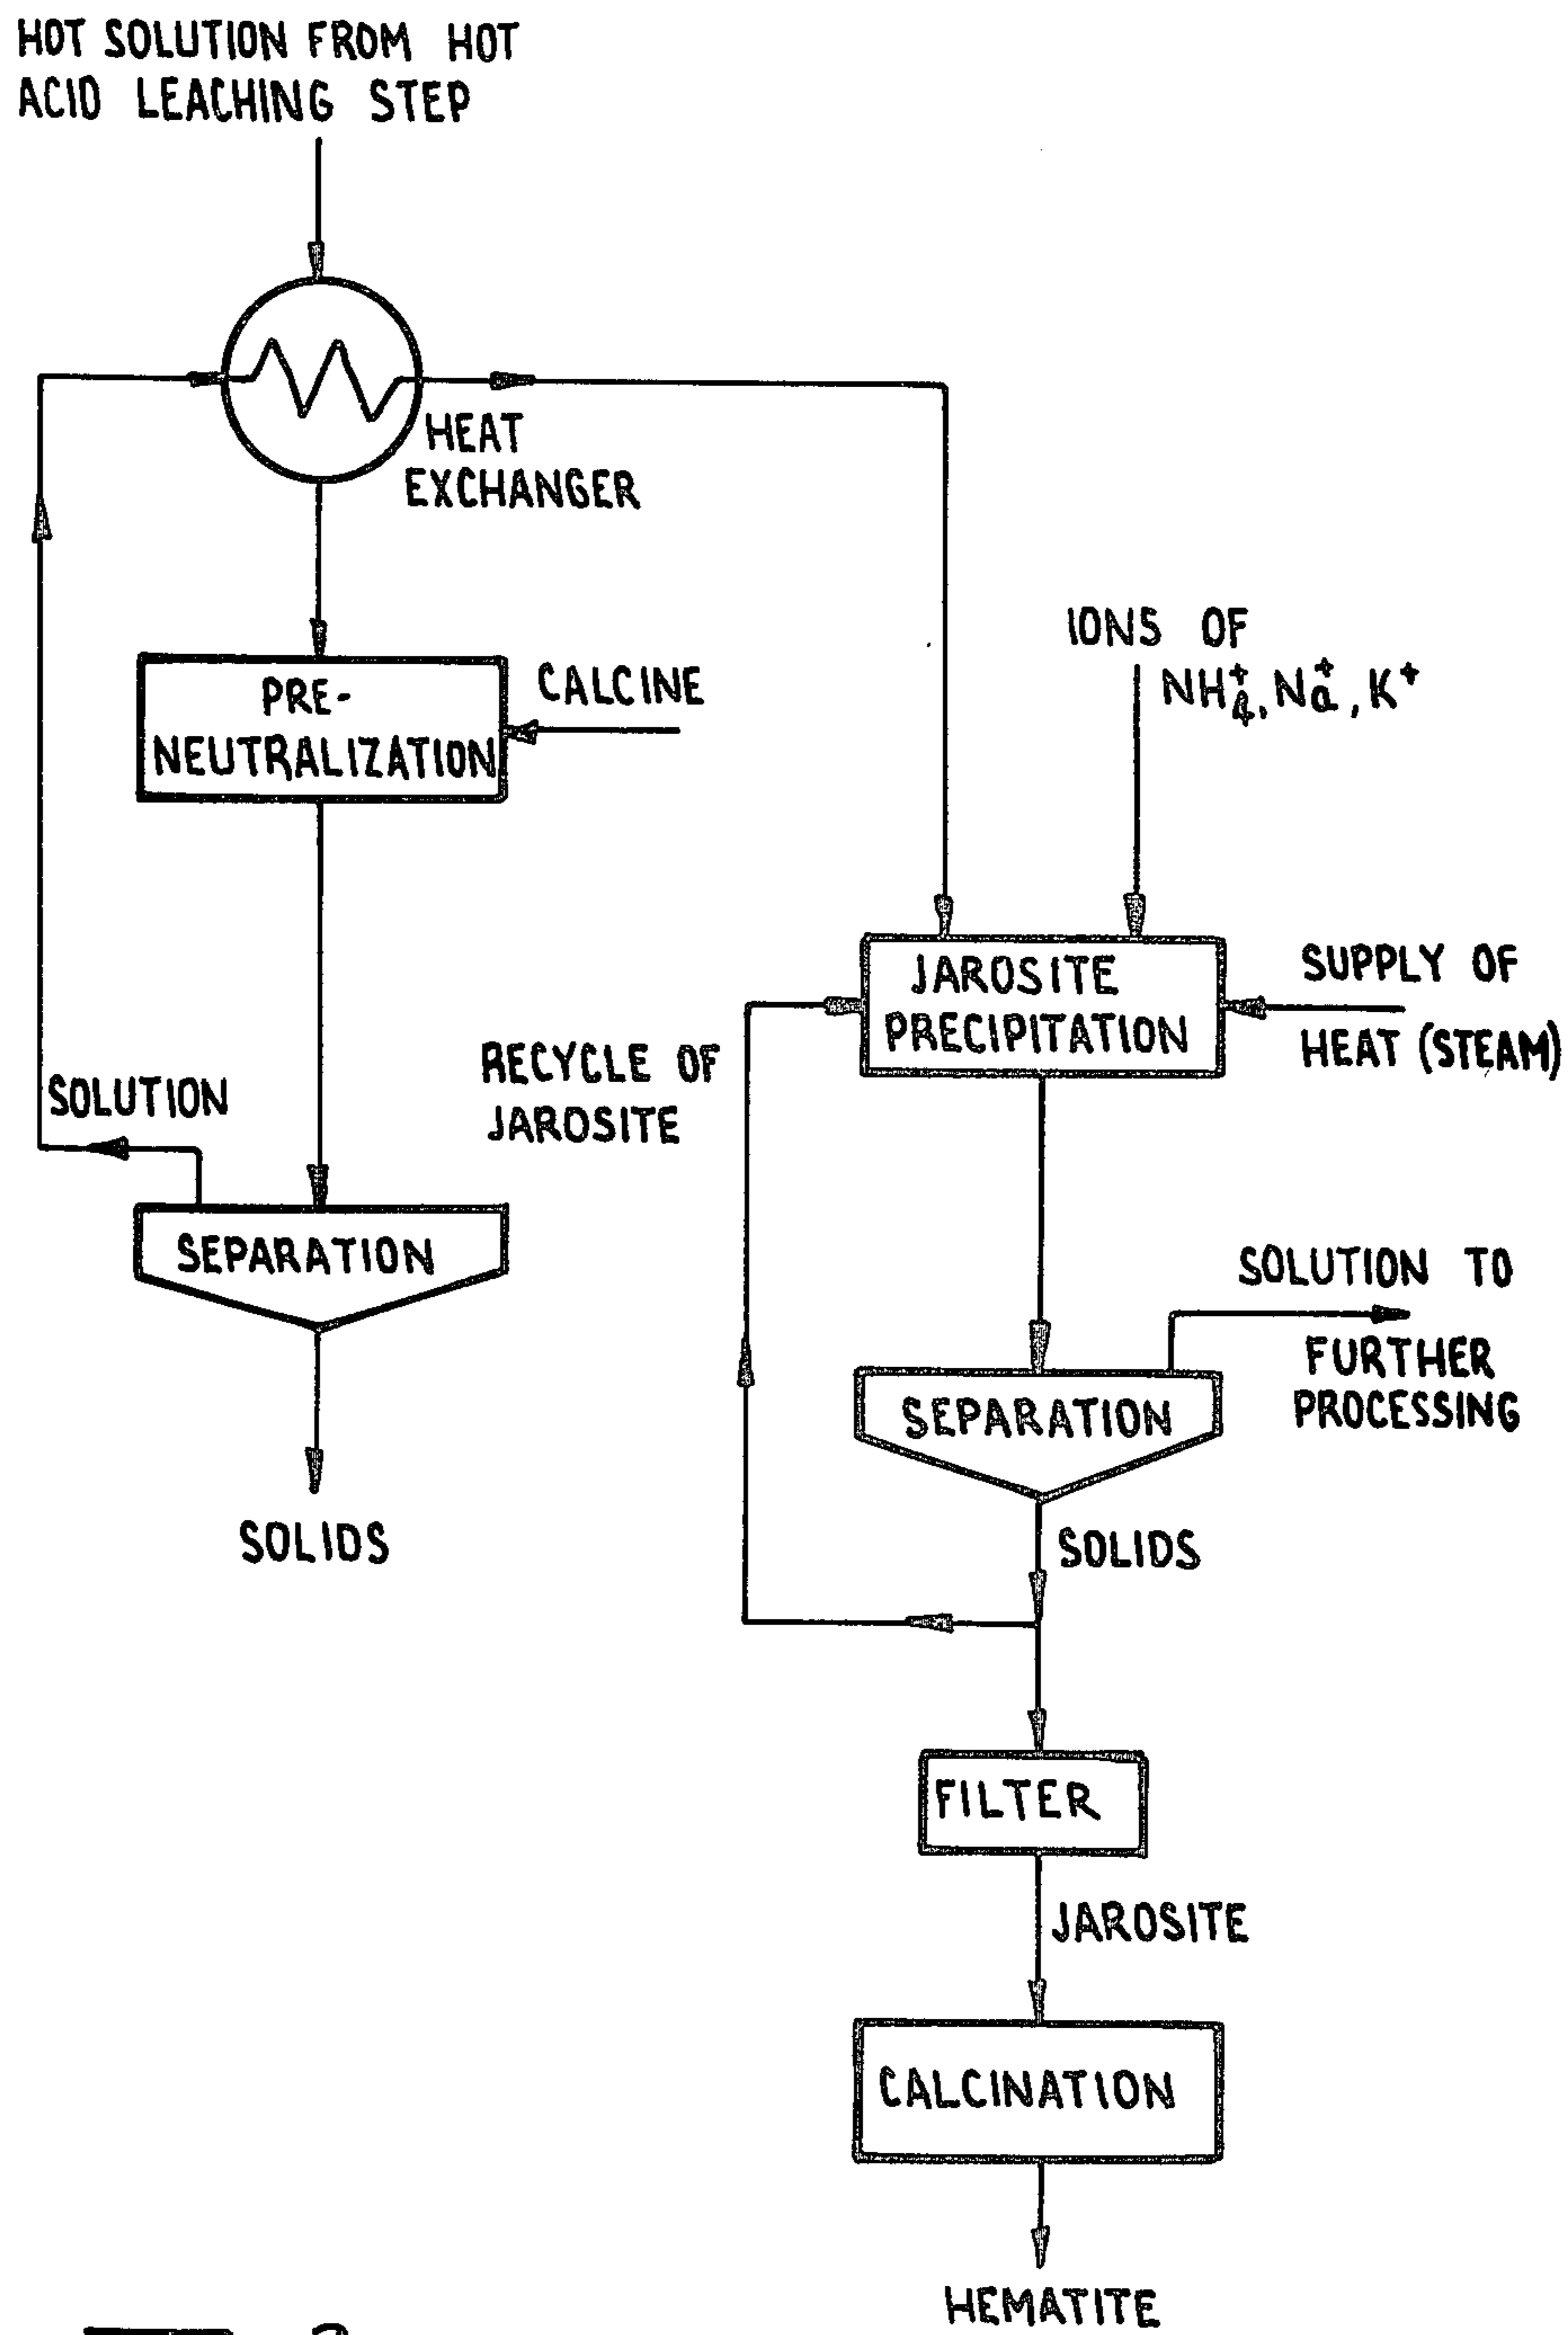 HOT SOLUTION FROM HOT
ACID LEACHING STEP
HEAT
EXCHANGER
PRE-
NEUTRALIZATION
CALCINE
IONS OF
NH₄⁺, Na⁺, K⁺
JAROSITE
PRECIPITATION
SUPPLY OF
HEAT (STEAM)
RECYCLE OF
JAROSITE
SOLUTION
SEPARATION
SOLIDS
SOLUTION TO
FURTHER
PROCESSING
SEPARATION
SOLIDS
FILTER
JAROSITE
CALCINATION
HEMATITE